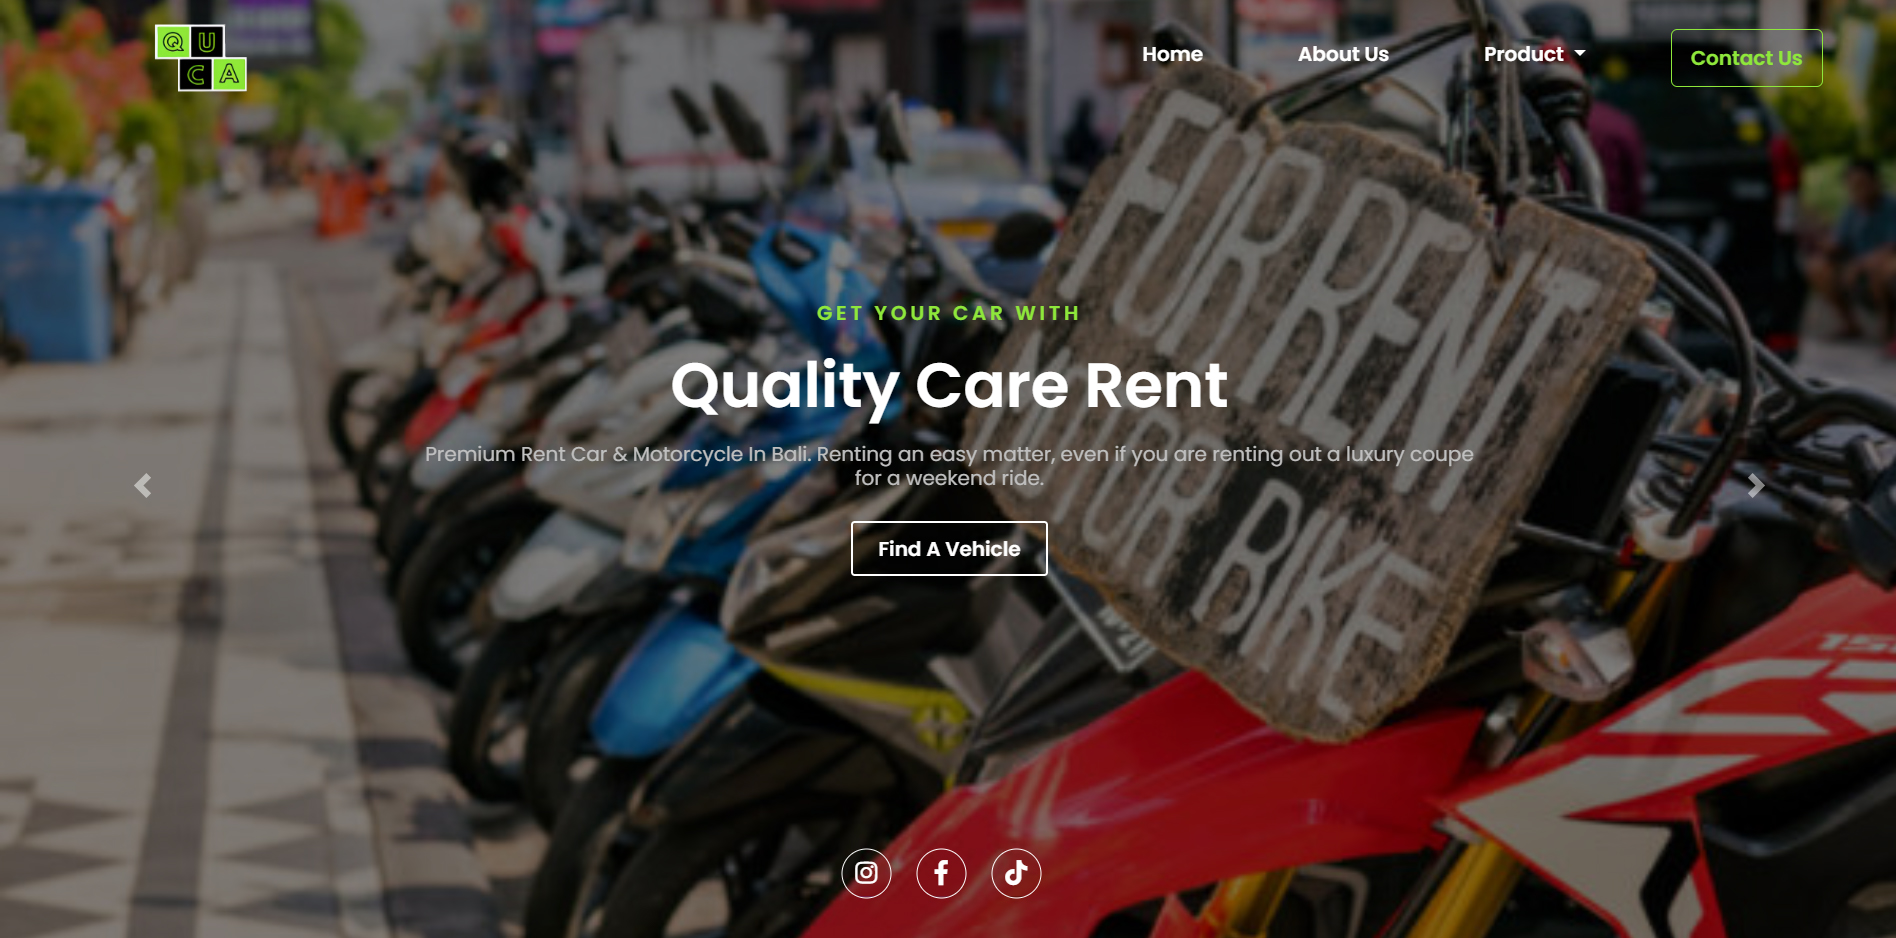 QU
CA
Home
About Us
Product
Contact Us
FOR RENT
MOTOR BIKE
GET YOUR CAR WITH
Quality Care Rent
Premium Rent Car & Motorcycle In Bali. Renting an easy matter, even if you are renting out a luxury coupe
for a weekend ride.
Find A Vehicle